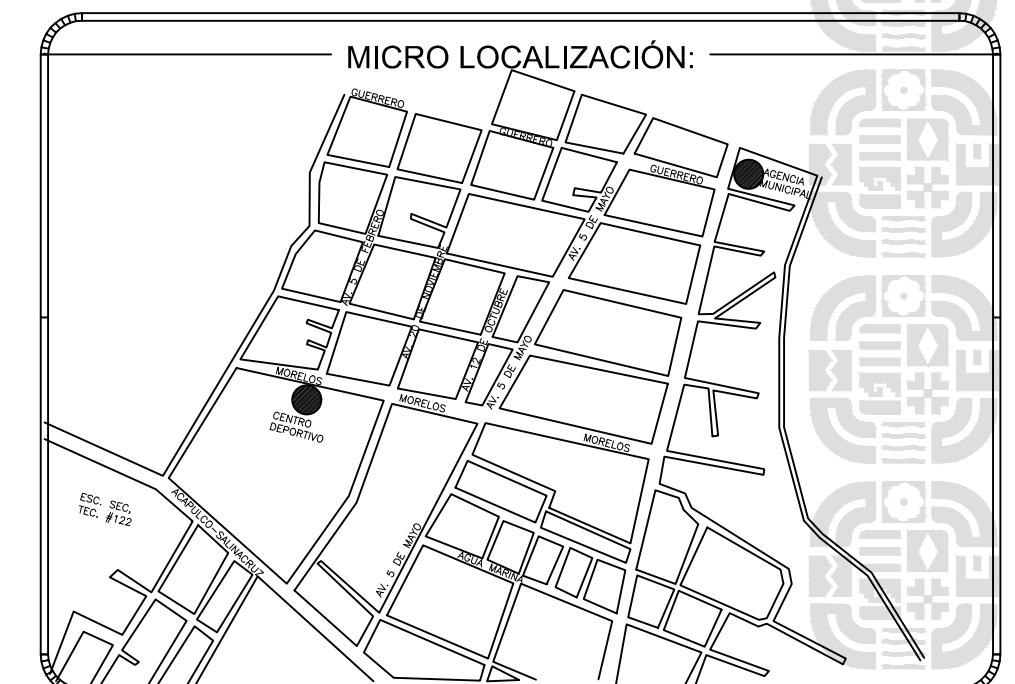 MICRO LOCALIZACIÓN:
GUERRERO
GUERRERO
GUERRERO
AGENCIA
MUNICIPAL
AV. 5 DE FEBRERO
AV. 20 DE NOVIEMBRE
AV. 12 DE OCTUBRE
AV. 5 DE MAYO
AV. 5 DE MAYO
MORELOS
MORELOS
MORELOS
CENTRO
DEPORTIVO
ESC. SEC,
TEC. #122
ACAPULCO-SALINACRUZ
AV. 5 DE MAYO
AGUA MARINA